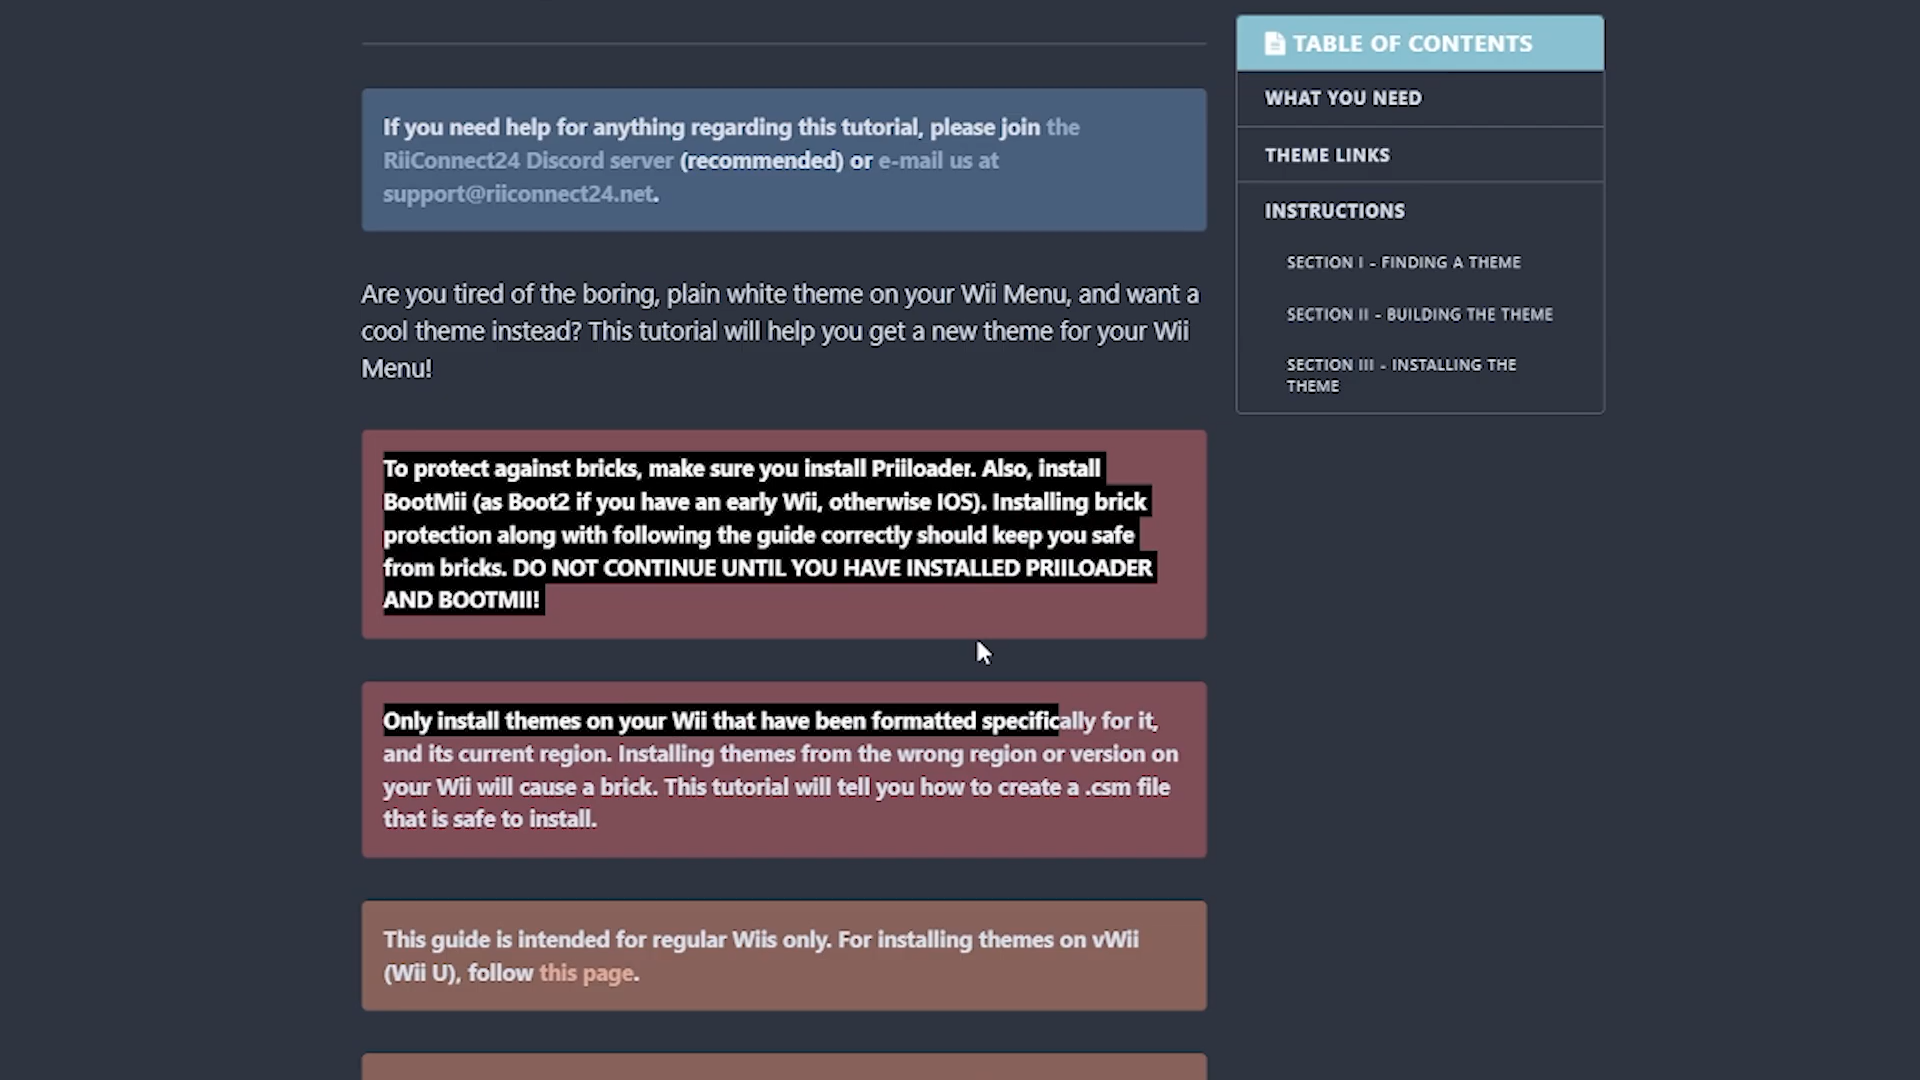 If you need help for anything regarding this tutorial, please join the
RiiConnect24 Discord server (recommended) or e-mail us at
support@riiconnect24.net.
Are you tired of the boring, plain white theme on your Wii Menu, and want a
cool theme instead? This tutorial will help you get a new theme for your Wii
Menu!
To protect against bricks, make sure you install Priiloader. Also, install
BootMii (as Boot2 if you have an early Wii, otherwise IOS). Installing brick
protection along with following the guide correctly should keep you safe
from bricks. DO NOT CONTINUE UNTIL YOU HAVE INSTALLED PRIILOADER
AND BOOTMII!
Only install themes on your Wii that have been formatted specifically for it,
and its current region. Installing themes from the wrong region or version on
your Wii will cause a brick. This tutorial will tell you how to create a .csm file
that is safe to install.
This guide is intended for regular Wiis only. For installing themes on vWii
(Wii U), follow this page.
TABLE OF CONTENTS
WHAT YOU NEED
THEME LINKS
INSTRUCTIONS
SECTION I - FINDING A THEME
SECTION II - BUILDING THE THEME
SECTION III - INSTALLING THE
THEME